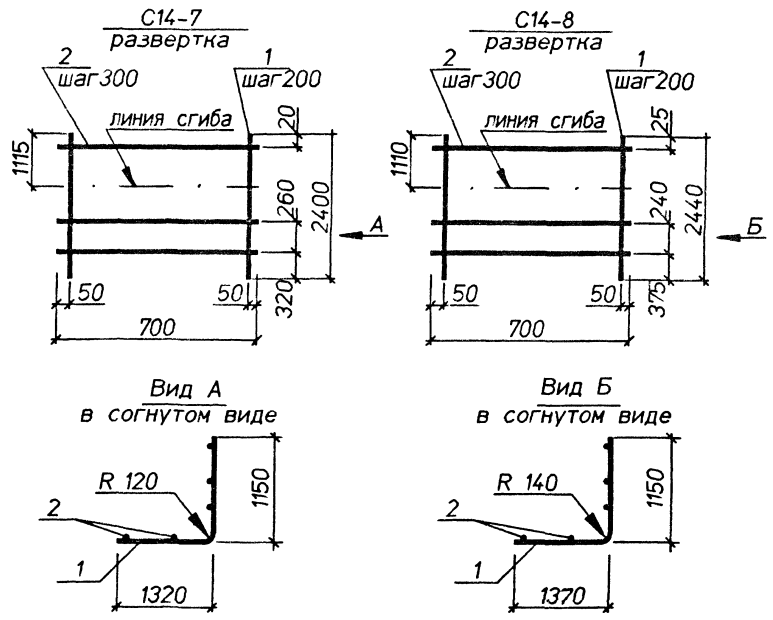 С14-7
развертка
2
шаг300
1
шаг200
линия сгиба
20
1115
260
2400
320
А
50
50
700
С14-8
развертка
2
шаг300
1
шаг200
линия сгиба
25
1110
240
2440
375
Б
50
50
700
Вид А
в согнутом виде
R 120
1150
2
1
1320
Вид Б
в согнутом виде
R 140
1150
2
1
1370